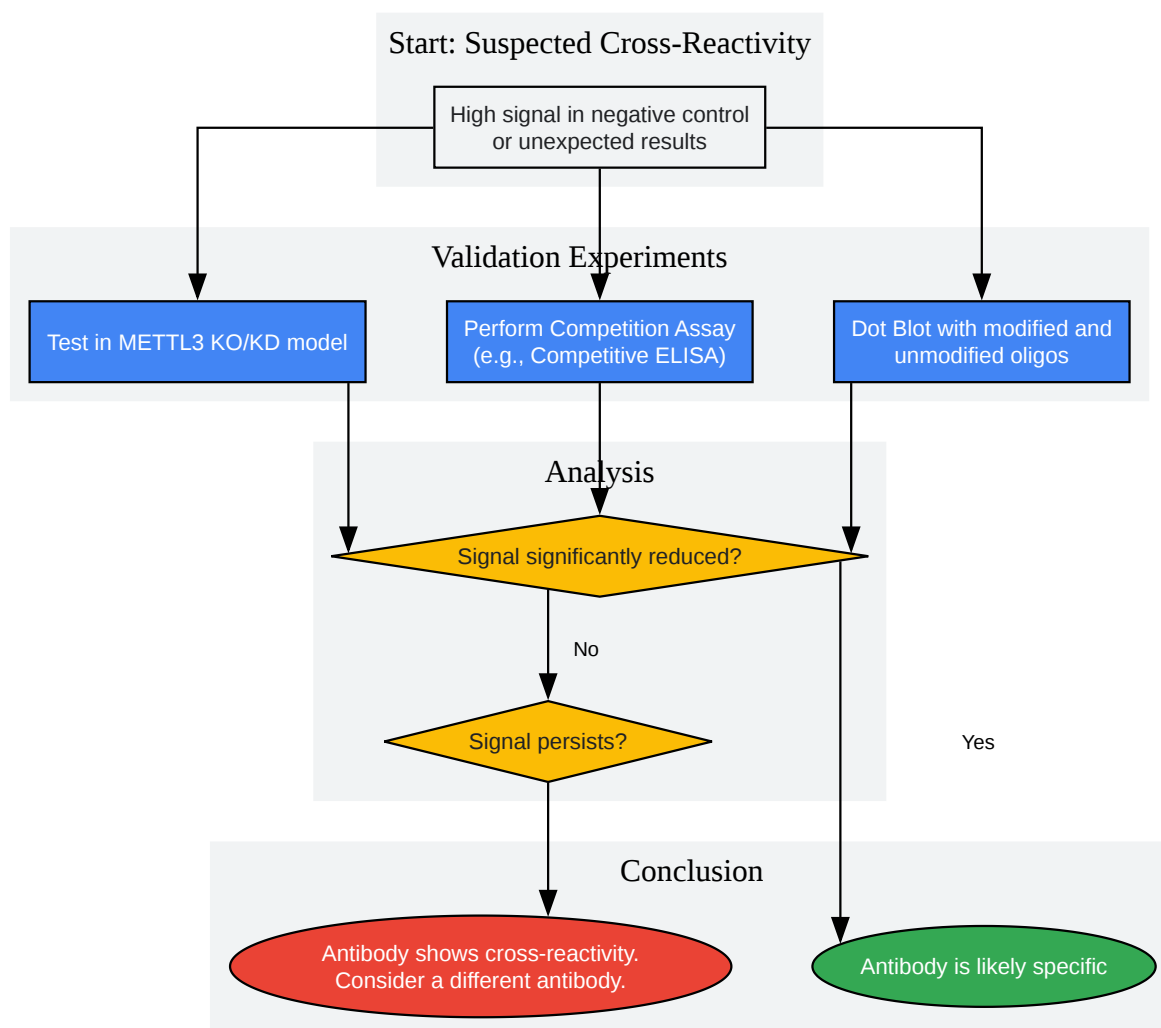 Start: Suspected Cross-Reactivity
High signal in negative control
or unexpected results
Validation Experiments
Test in METTL3 KO/KD model
Perform Competition Assay
(e.g., Competitive ELISA)
Dot Blot with modified and
unmodified oligos
Analysis
Signal significantly reduced?
No
Signal persists?
Yes
Conclusion
Antibody shows cross-reactivity.
Consider a different antibody.
Antibody is likely specific